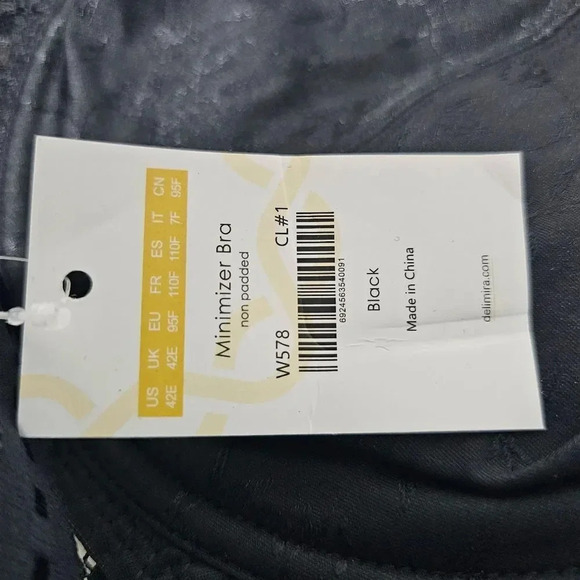 US UK EU FR ES IT CN
42E 42E 95F 110F 110F 7F 95F
Minimizer Bra
non padded
W578 CL#1
6924563540091
Black
Made in China
delimira.com